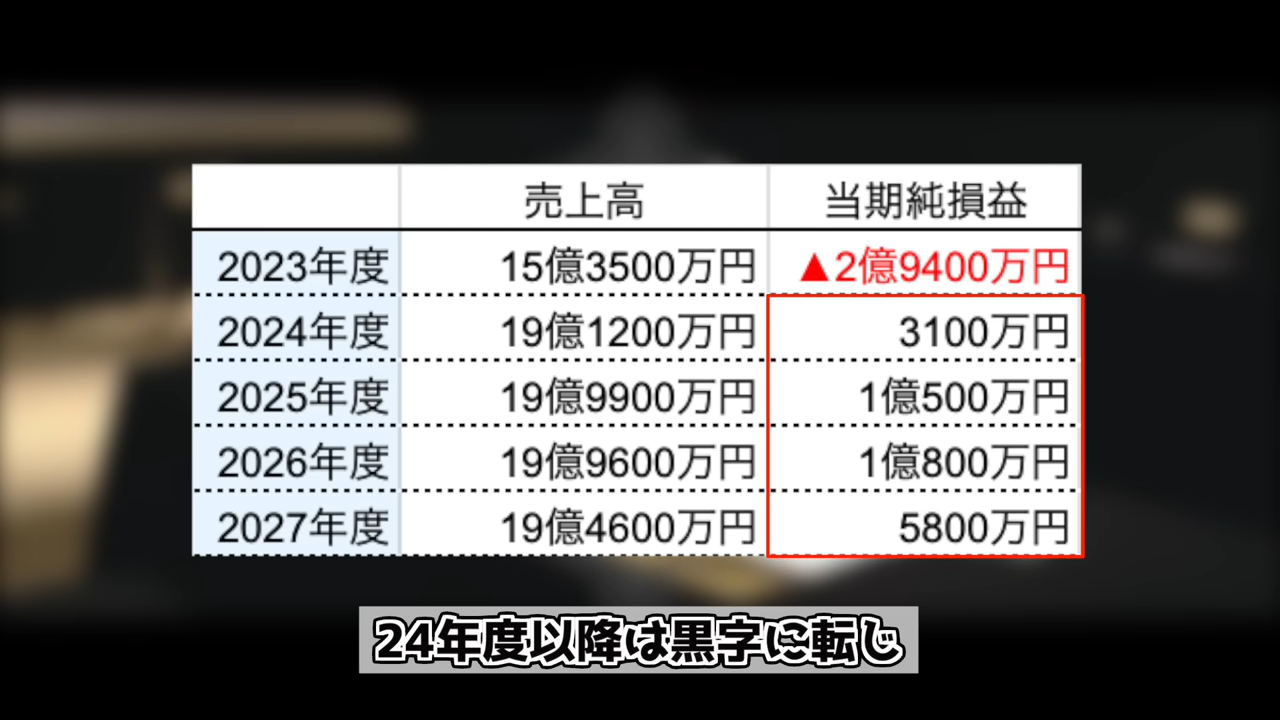 売上高 当期純損益
2023年度 15億3500万円 ▲2億9400万円
2024年度 19億1200万円 3100万円
2025年度 19億9900万円 1億500万円
2026年度 19億9600万円 1億800万円
2027年度 19億4600万円 5800万円
24年度以降は黒字に転じ